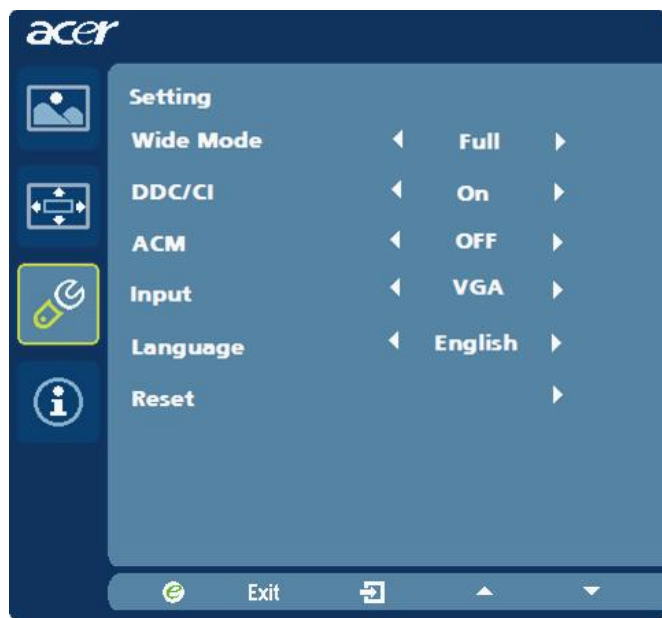 acer
Setting
Wide Mode Full
DDC/CI On
ACM OFF
Input VGA
Language English
Reset
e Exit